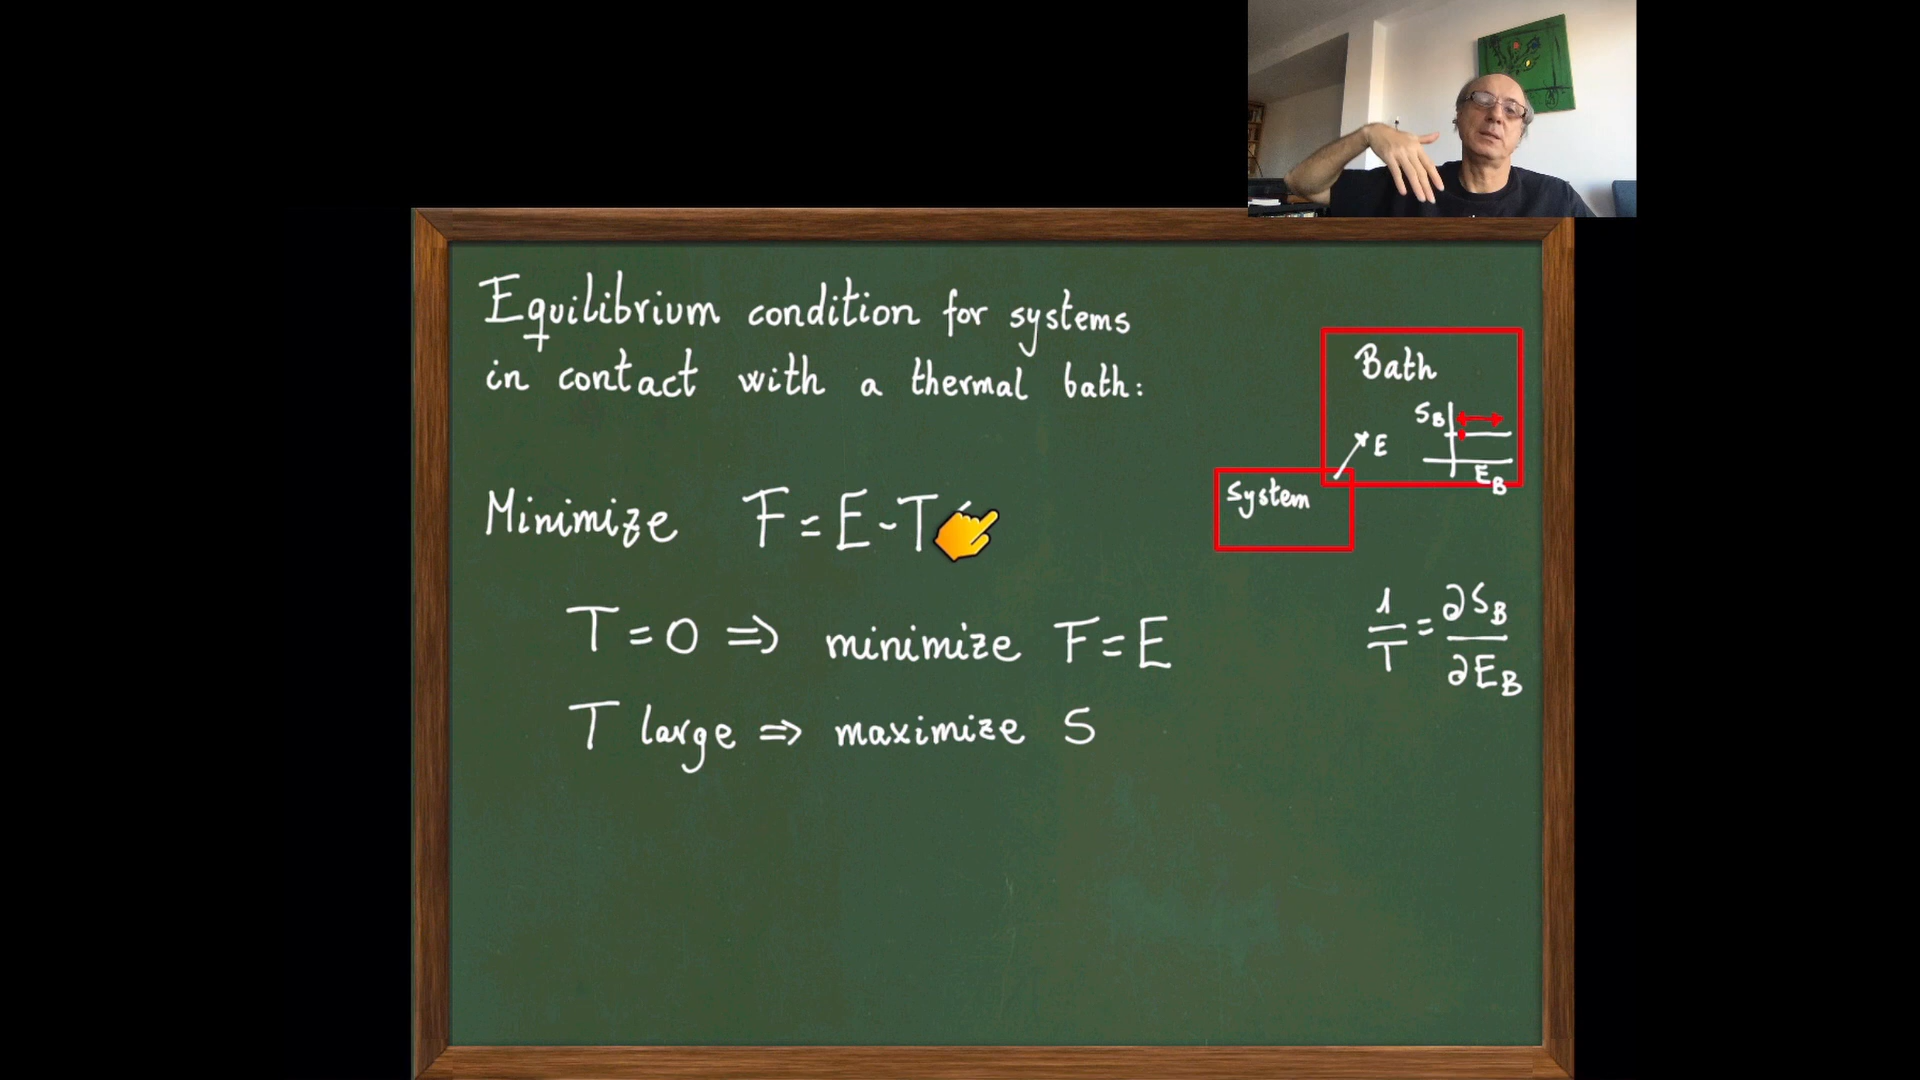 Equilibrium condition for systems
in contact with a thermal bath:
Minimize F=E-T
T=0 ⇒ minimize F=E
T large ⇒ maximize S
Bath
S_B
E
E_B
System
1/T = ∂S_B/∂E_B